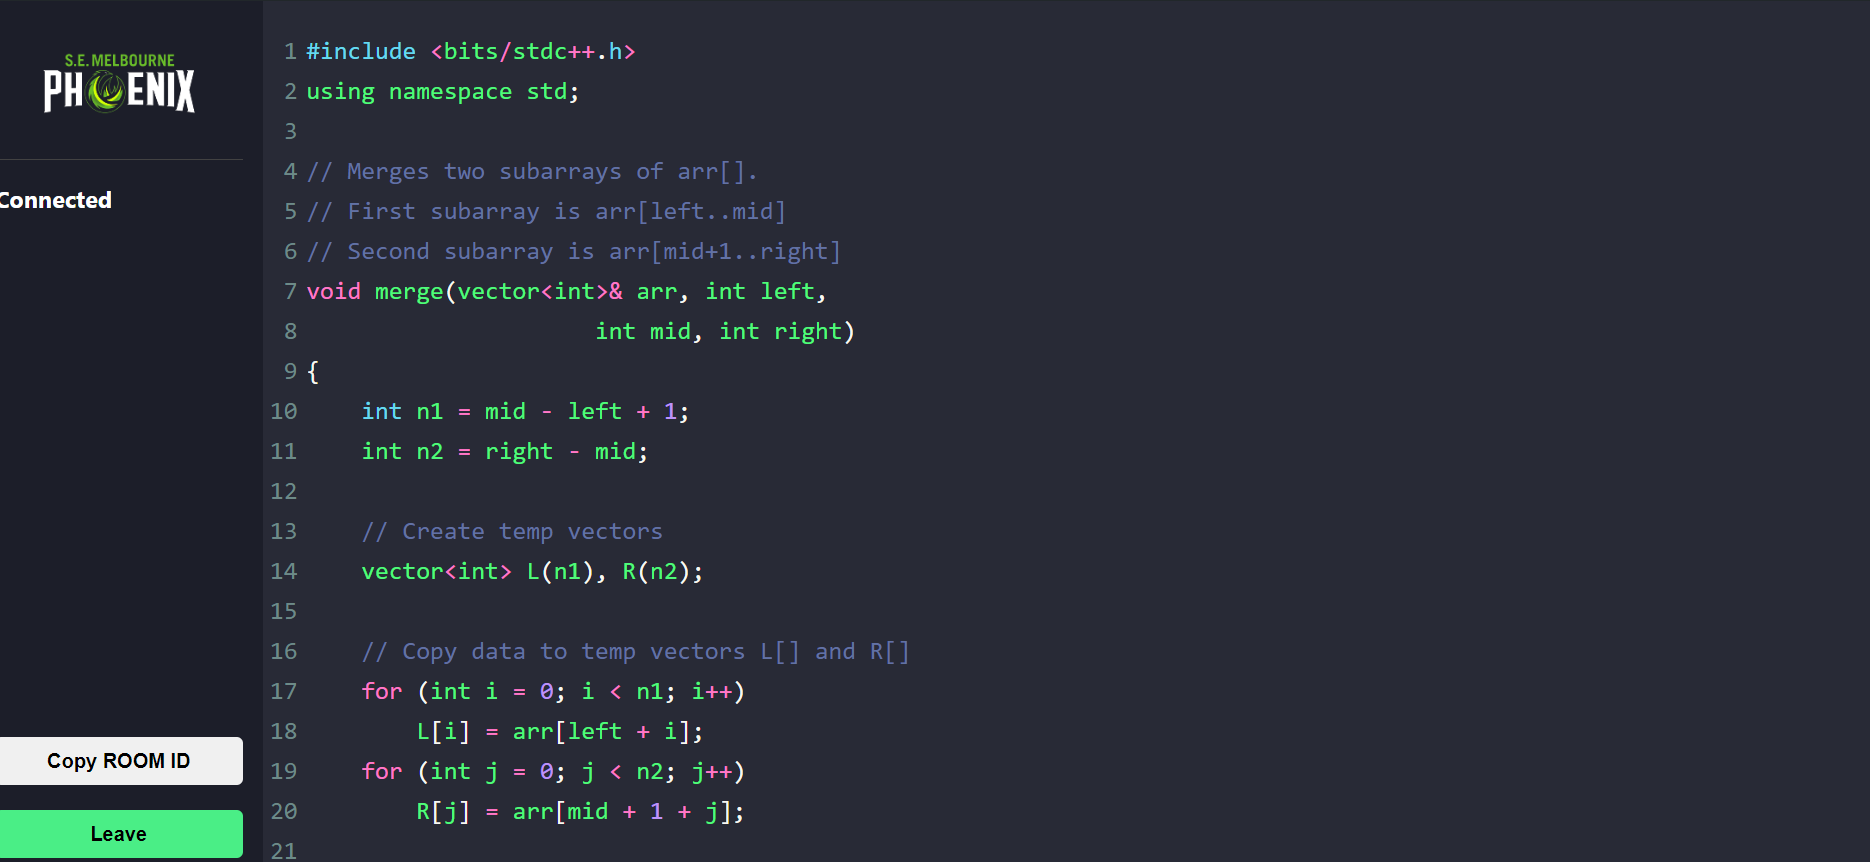 S.E. MELBOURNE
PHOENIX
Connected
Copy ROOM ID
Leave
1 #include <bits/stdc++.h>
2 using namespace std;
3
4 // Merges two subarrays of arr[].
5 // First subarray is arr[left..mid]
6 // Second subarray is arr[mid+1..right]
7 void merge(vector<int>& arr, int left,
8                     int mid, int right)
9 {
10     int n1 = mid - left + 1;
11     int n2 = right - mid;
12
13     // Create temp vectors
14     vector<int> L(n1), R(n2);
15
16     // Copy data to temp vectors L[] and R[]
17     for (int i = 0; i < n1; i++)
18         L[i] = arr[left + i];
19     for (int j = 0; j < n2; j++)
20         R[j] = arr[mid + 1 + j];
21